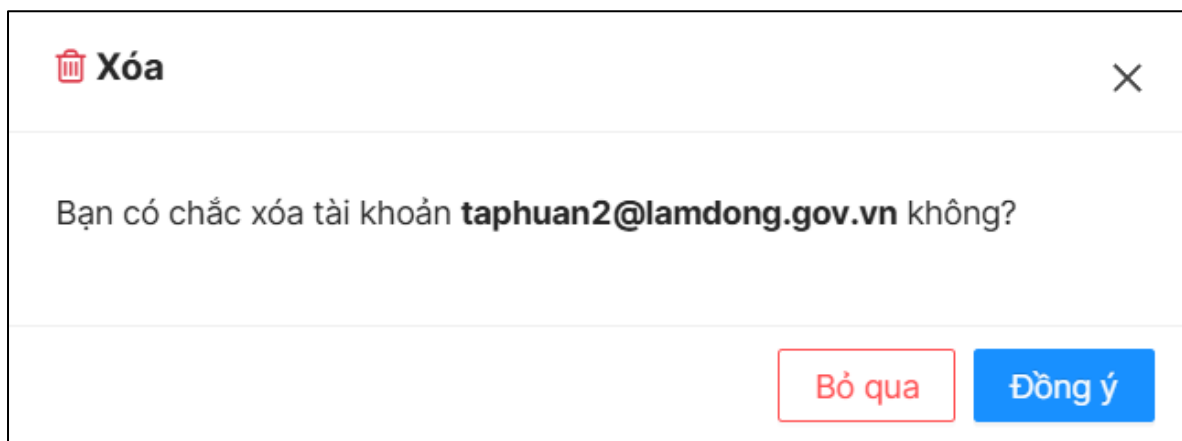 Xóa
Bạn có chắc xóa tài khoản taphuan2@lamdong.gov.vn không?
Bỏ qua
Đồng ý